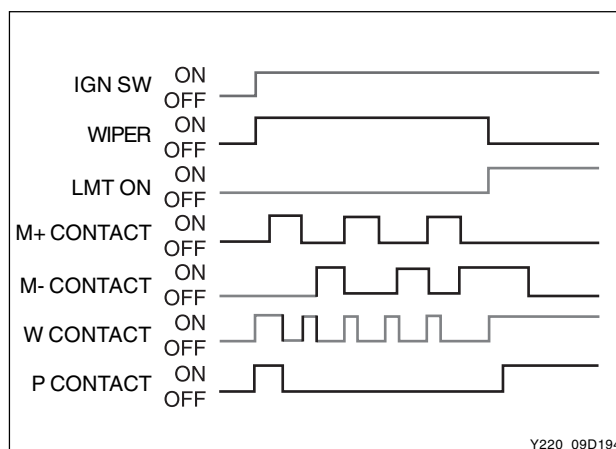 IGN SW ON
OFF
WIPER ON
OFF
LMT ON ON
OFF
M+ CONTACT ON
OFF
M- CONTACT ON
OFF
W CONTACT ON
OFF
P CONTACT ON
OFF
Y220_09D194